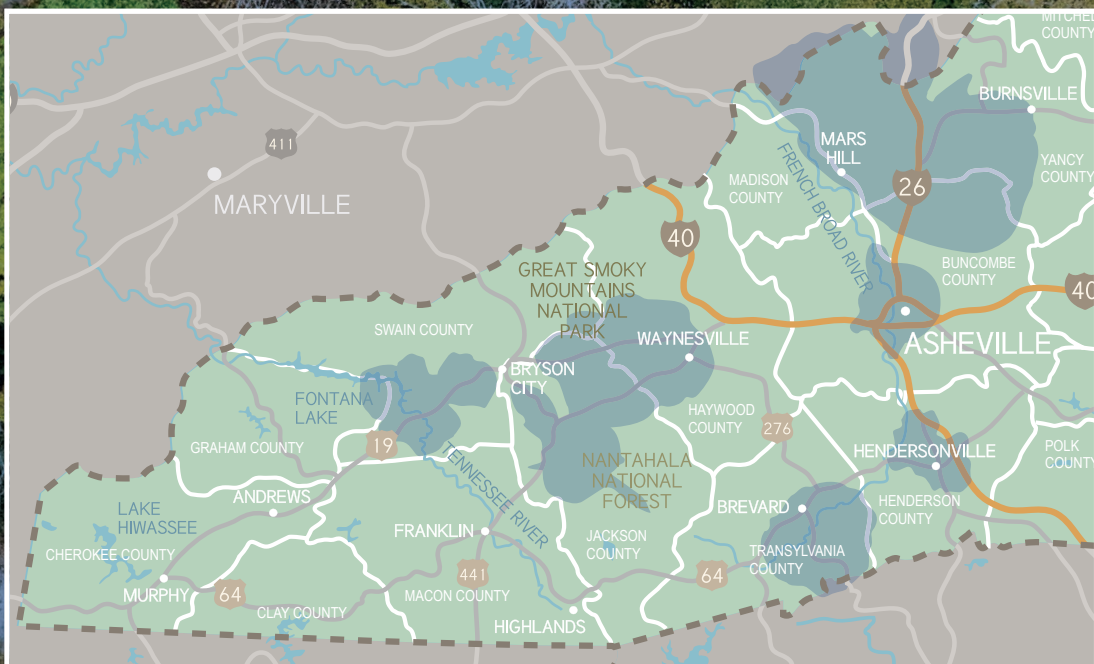 MITCHEL
COUNTY
BURNSVILLE
411
MARS
HILL
YANCY
COUNTY
MADISON
COUNTY
26
MARYVILLE
FRENCH BROAD RIVER
40
GREAT SMOKY
MOUNTAINS
NATIONAL
PARK
BUNCOMBE
COUNTY
40
SWAIN COUNTY
WAYNESVILLE
ASHEVILLE
BRYSON
CITY
FONTANA
LAKE
HAYWOOD
COUNTY
276
19
GRAHAM COUNTY
HENDERSONVILLE
POLK
COUNTY
TENNESSEE RIVER
NANTAHALA
NATIONAL
FOREST
ANDREWS
LAKE
HIWASSEE
BREVARD
HENDERSON
COUNTY
FRANKLIN
JACKSON
COUNTY
CHEROKEE COUNTY
TRANSYLVANIA
COUNTY
441
64
MURPHY
64
MACON COUNTY
CLAY COUNTY
HIGHLANDS